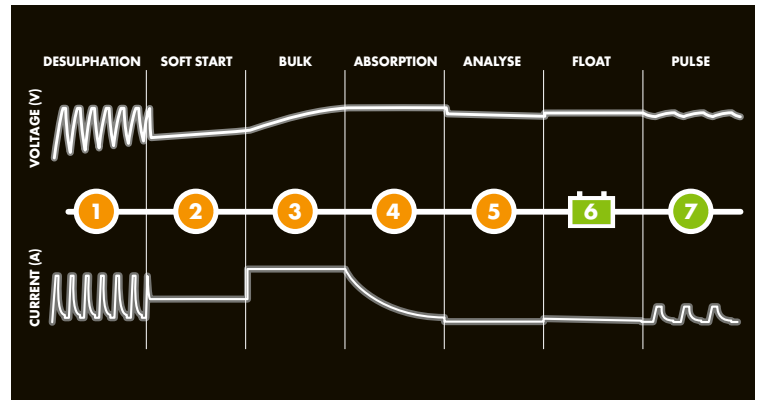 DESULPHATION SOFT START BULK ABSORPTION ANALYSE FLOAT PULSE
VOLTAGE (V)
1 2 3 4 5 6 7
CURRENT (A)